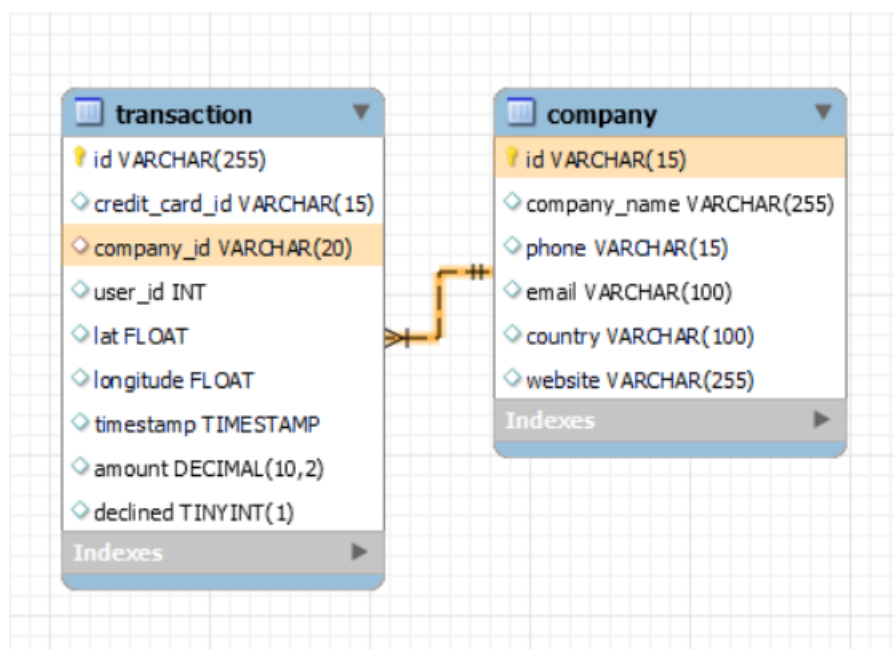 transaction
id VARCHAR(255)
credit_card_id VARCHAR(15)
company_id VARCHAR(20)
user_id INT
lat FLOAT
longitude FLOAT
timestamp TIMESTAMP
amount DECIMAL(10,2)
declined TINYINT(1)
Indexes
company
id VARCHAR(15)
company_name VARCHAR(255)
phone VARCHAR(15)
email VARCHAR(100)
country VARCHAR(100)
website VARCHAR(255)
Indexes